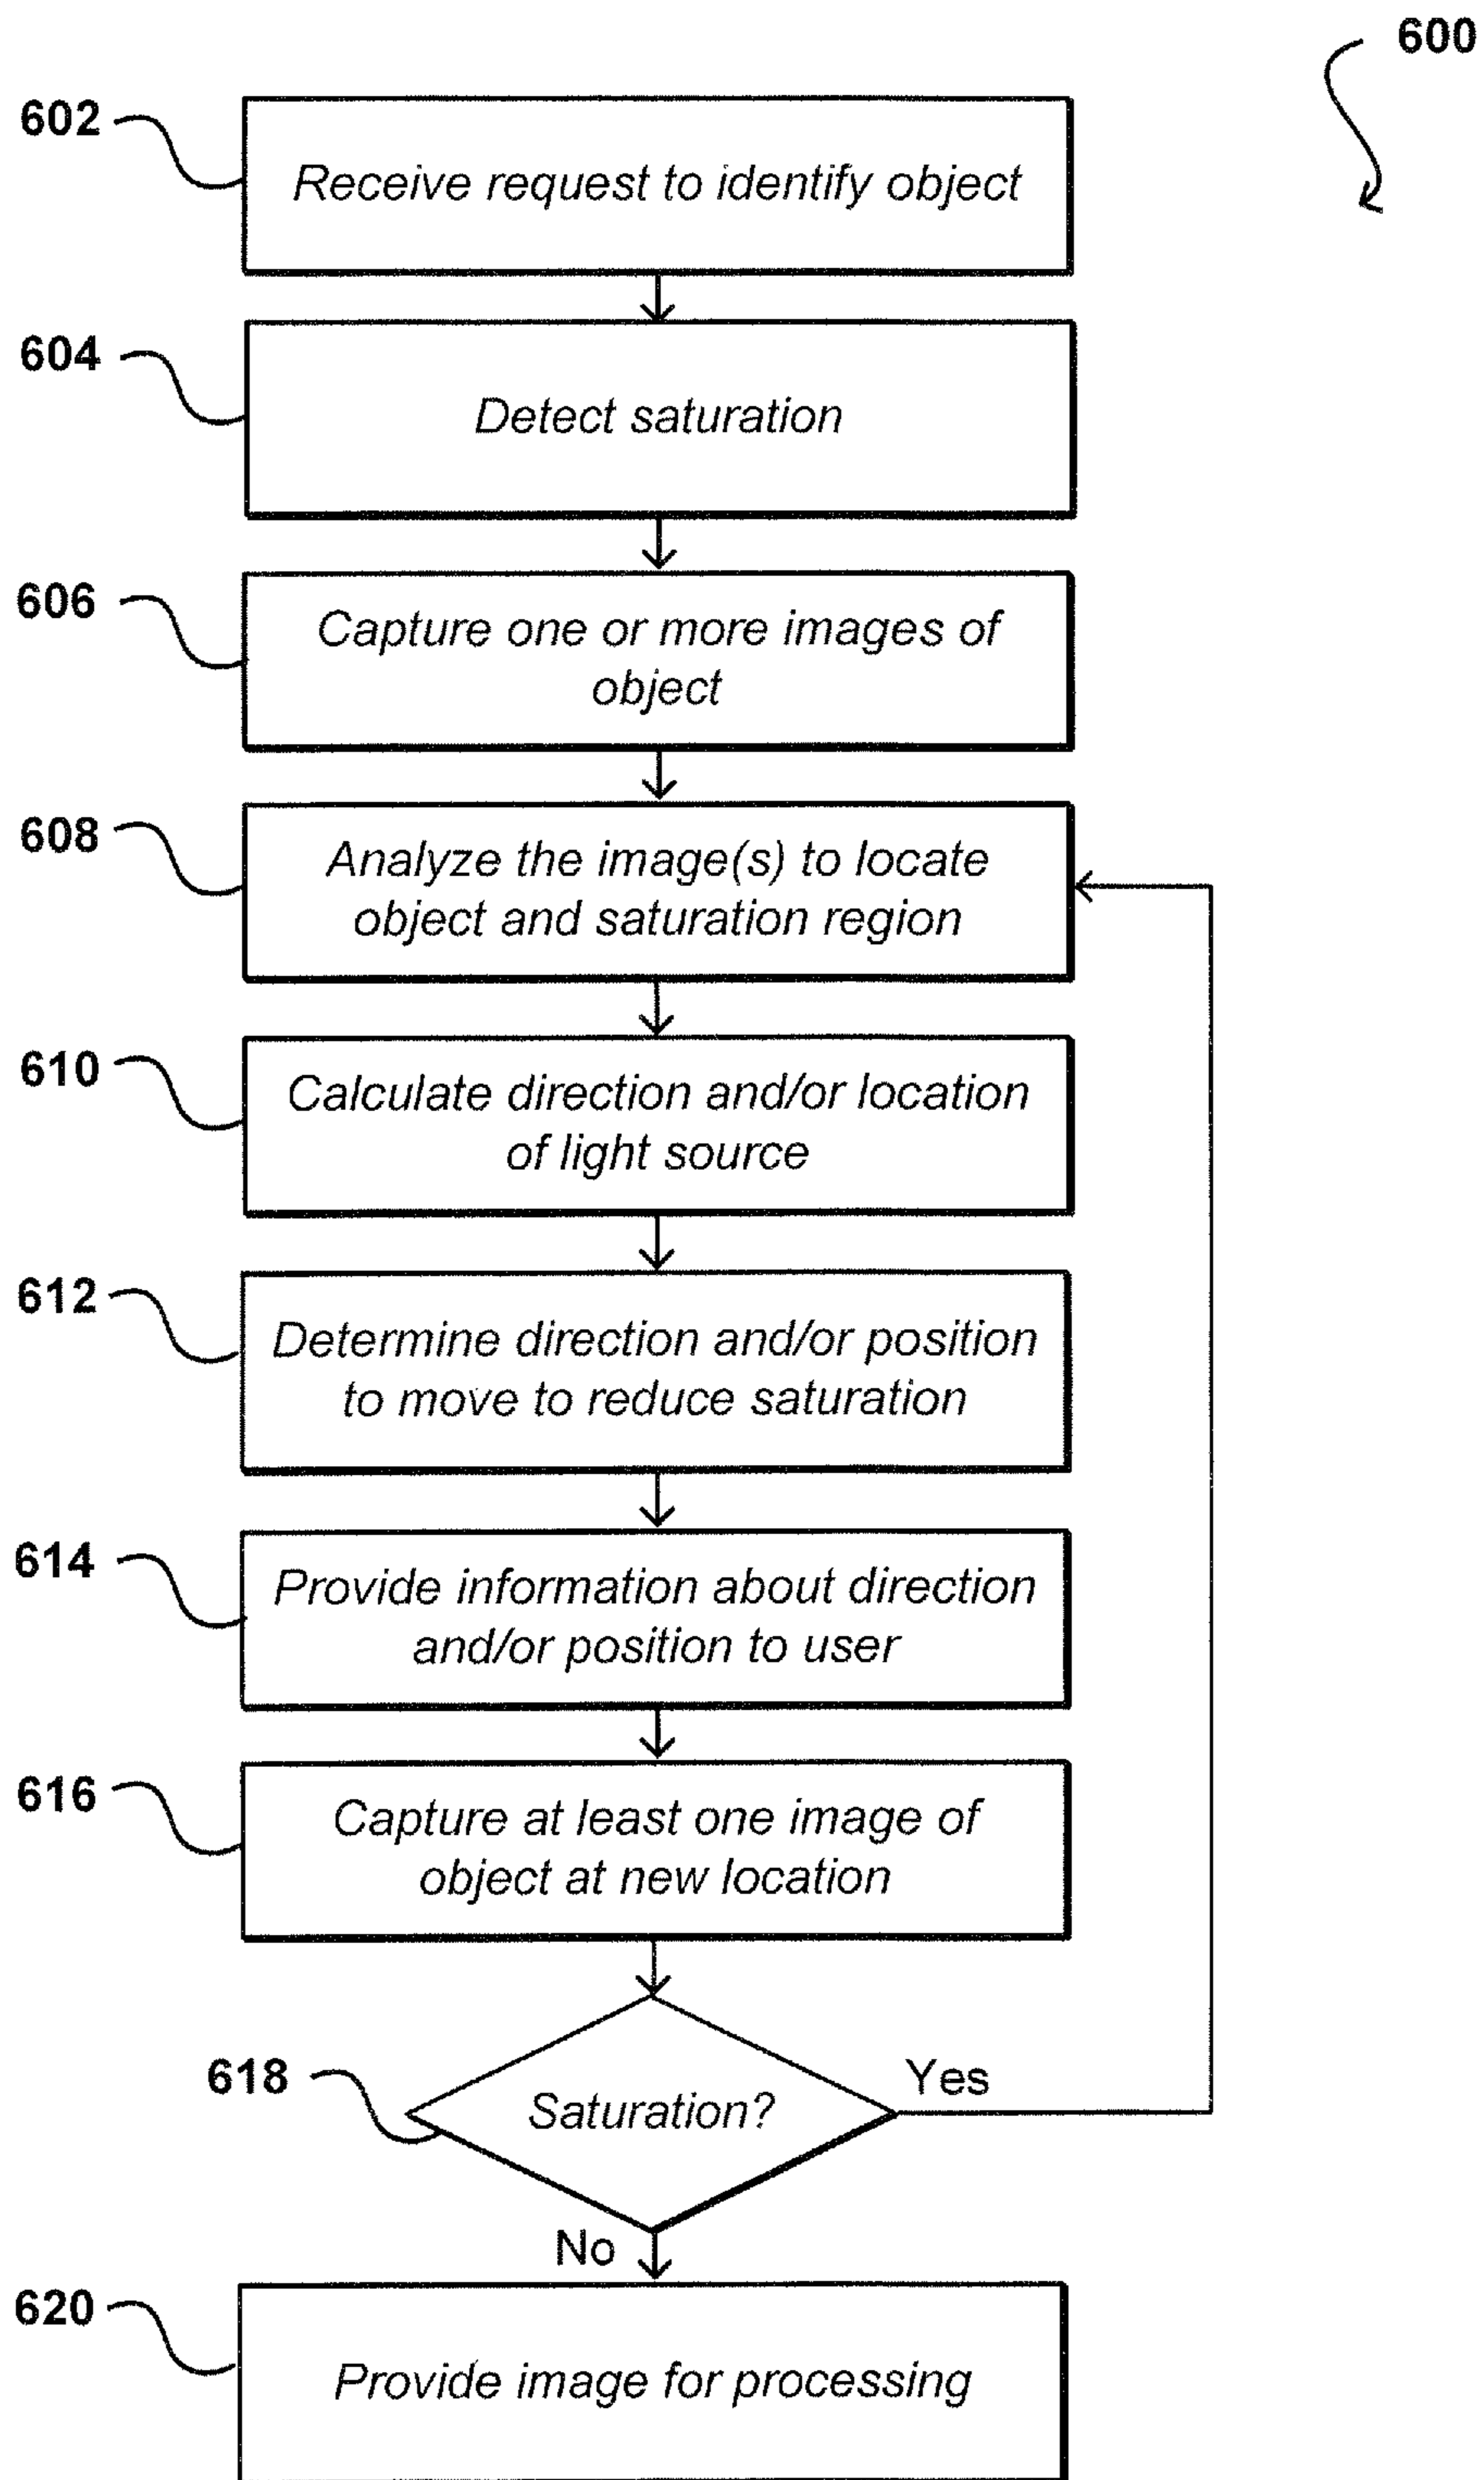 600
602
Receive request to identify object
604
Detect saturation
606
Capture one or more images of
object
608
Analyze the image(s) to locate
object and saturation region
610
Calculate direction and/or location
of light source
612
Determine direction and/or position
to move to reduce saturation
614
Provide information about direction
and/or position to user
616
Capture at least one image of
object at new location
618
Saturation?
Yes
No
620
Provide image for processing